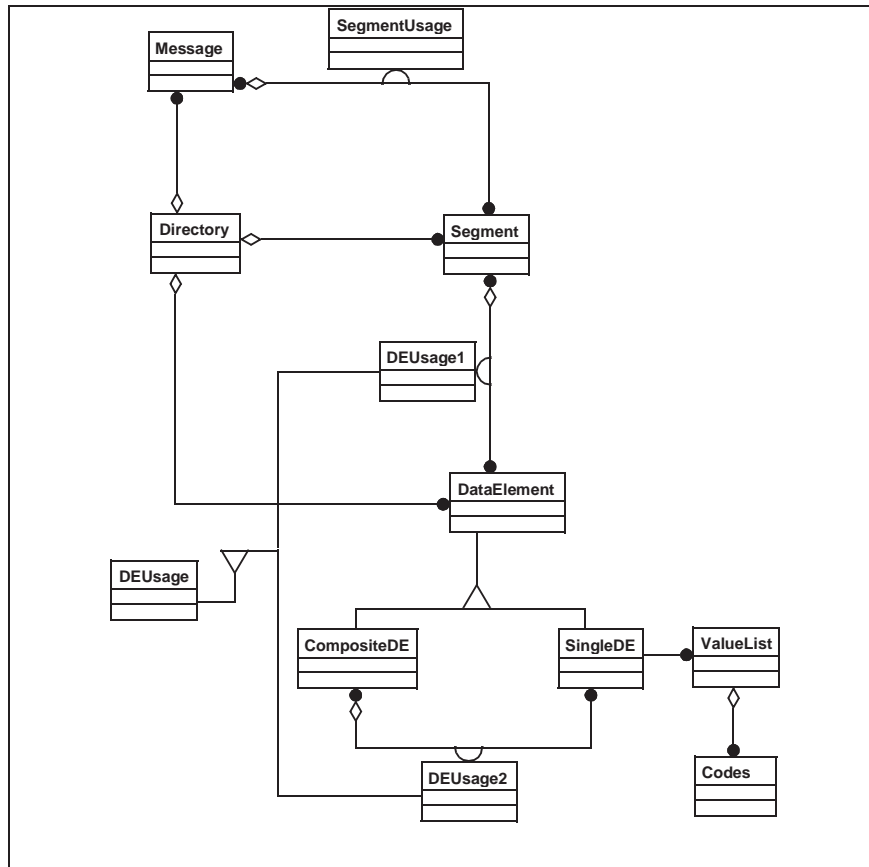 SegmentUsage
Message
Directory
Segment
DEUsage1
DataElement
DEUsage
CompositeDE
SingleDE
ValueList
DEUsage2
Codes